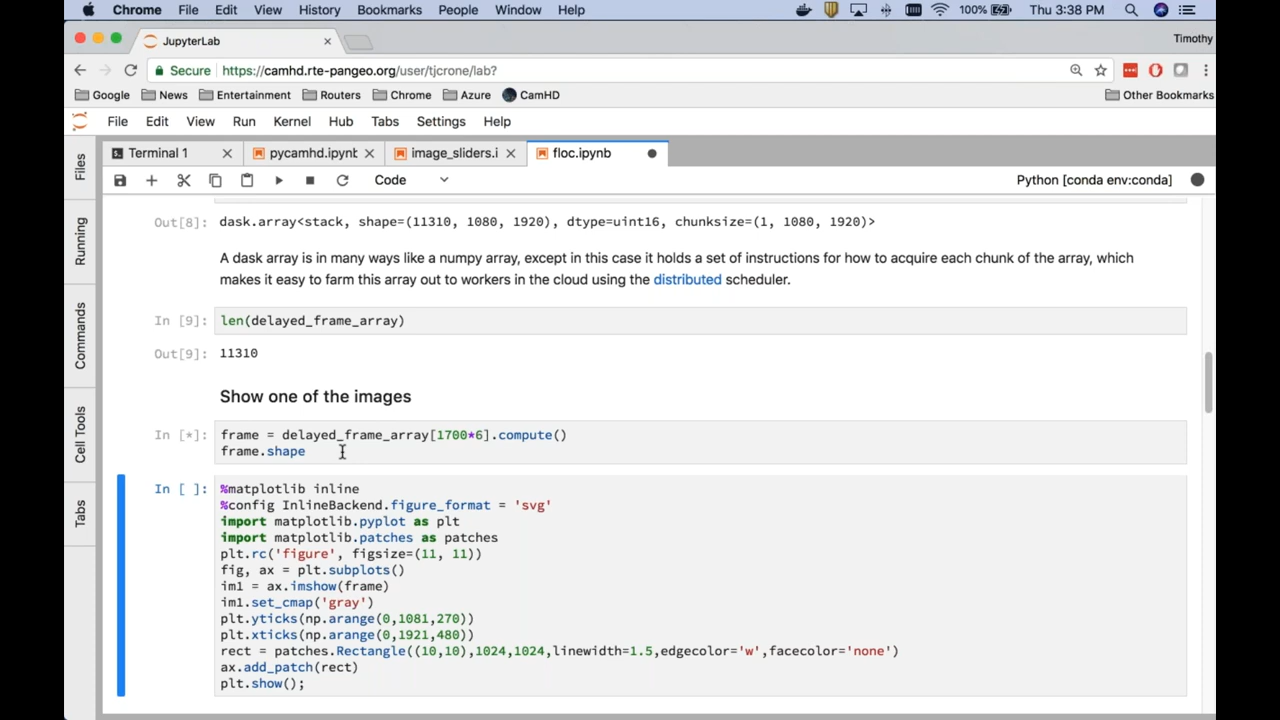 Chrome File Edit View History Bookmarks People Window Help 100% Thu 3:38 PM
JupyterLab Timothy
Secure https://camhd.rte-pangeo.org/user/tjcrone/lab?
Google News Entertainment Routers Chrome Azure CamHD Other Bookmarks
File Edit View Run Kernel Hub Tabs Settings Help
Terminal 1 pycamhd.ipynb image_sliders.i floc.ipynb
Code Python [conda env:conda]
Files
Running
Commands
Cell Tools
Tabs
Out[8]: dask.array<stack, shape=(11310, 1080, 1920), dtype=uint16, chunksize=(1, 1080, 1920)>
A dask array is in many ways like a numpy array, except in this case it holds a set of instructions for how to acquire each chunk of the array, which
makes it easy to farm this array out to workers in the cloud using the distributed scheduler.
In [9]: len(delayed_frame_array)
Out[9]: 11310
Show one of the images
In [*]: frame = delayed_frame_array[1700*6].compute()
frame.shape
In [ ]: %matplotlib inline
%config InlineBackend.figure_format = 'svg'
import matplotlib.pyplot as plt
import matplotlib.patches as patches
plt.rc('figure', figsize=(11, 11))
fig, ax = plt.subplots()
im1 = ax.imshow(frame)
im1.set_cmap('gray')
plt.yticks(np.arange(0,1081,270))
plt.xticks(np.arange(0,1921,480))
rect = patches.Rectangle((10,10),1024,1024,linewidth=1.5,edgecolor='w',facecolor='none')
ax.add_patch(rect)
plt.show();